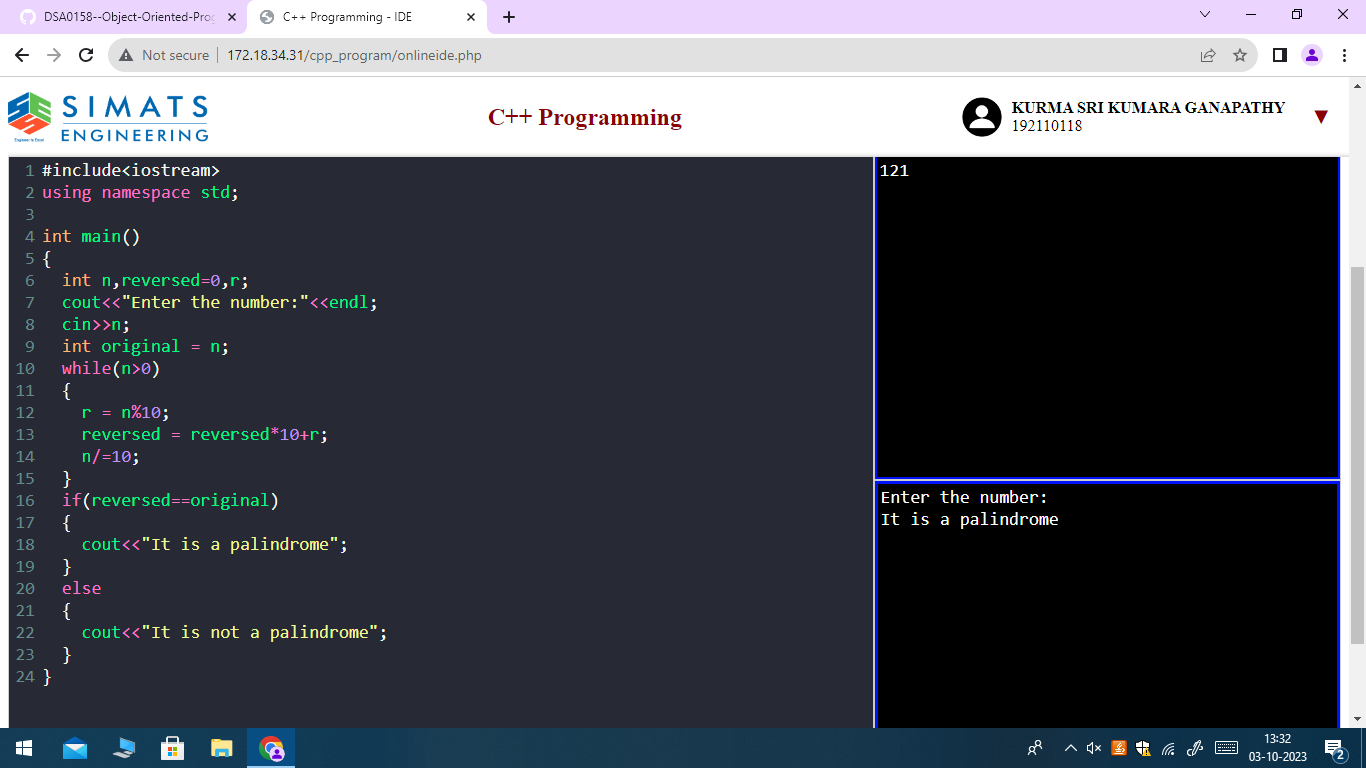 DSA0158--Object-Oriented-Prog
C++ Programming - IDE
Not secure
172.18.34.31/cpp_program/onlineide.php
SIMATS
ENGINEERING
Engineer to Excel
C++ Programming
KURMA SRI KUMARA GANAPATHY
192110118
1 #include<iostream>
2 using namespace std;
3
4 int main()
5 {
6   int n,reversed=0,r;
7   cout<<"Enter the number:"<<endl;
8   cin>>n;
9   int original = n;
10   while(n>0)
11   {
12     r = n%10;
13     reversed = reversed*10+r;
14     n/=10;
15   }
16   if(reversed==original)
17   {
18     cout<<"It is a palindrome";
19   }
20   else
21   {
22     cout<<"It is not a palindrome";
23   }
24 }
121
Enter the number:
It is a palindrome
13:32
03-10-2023
2